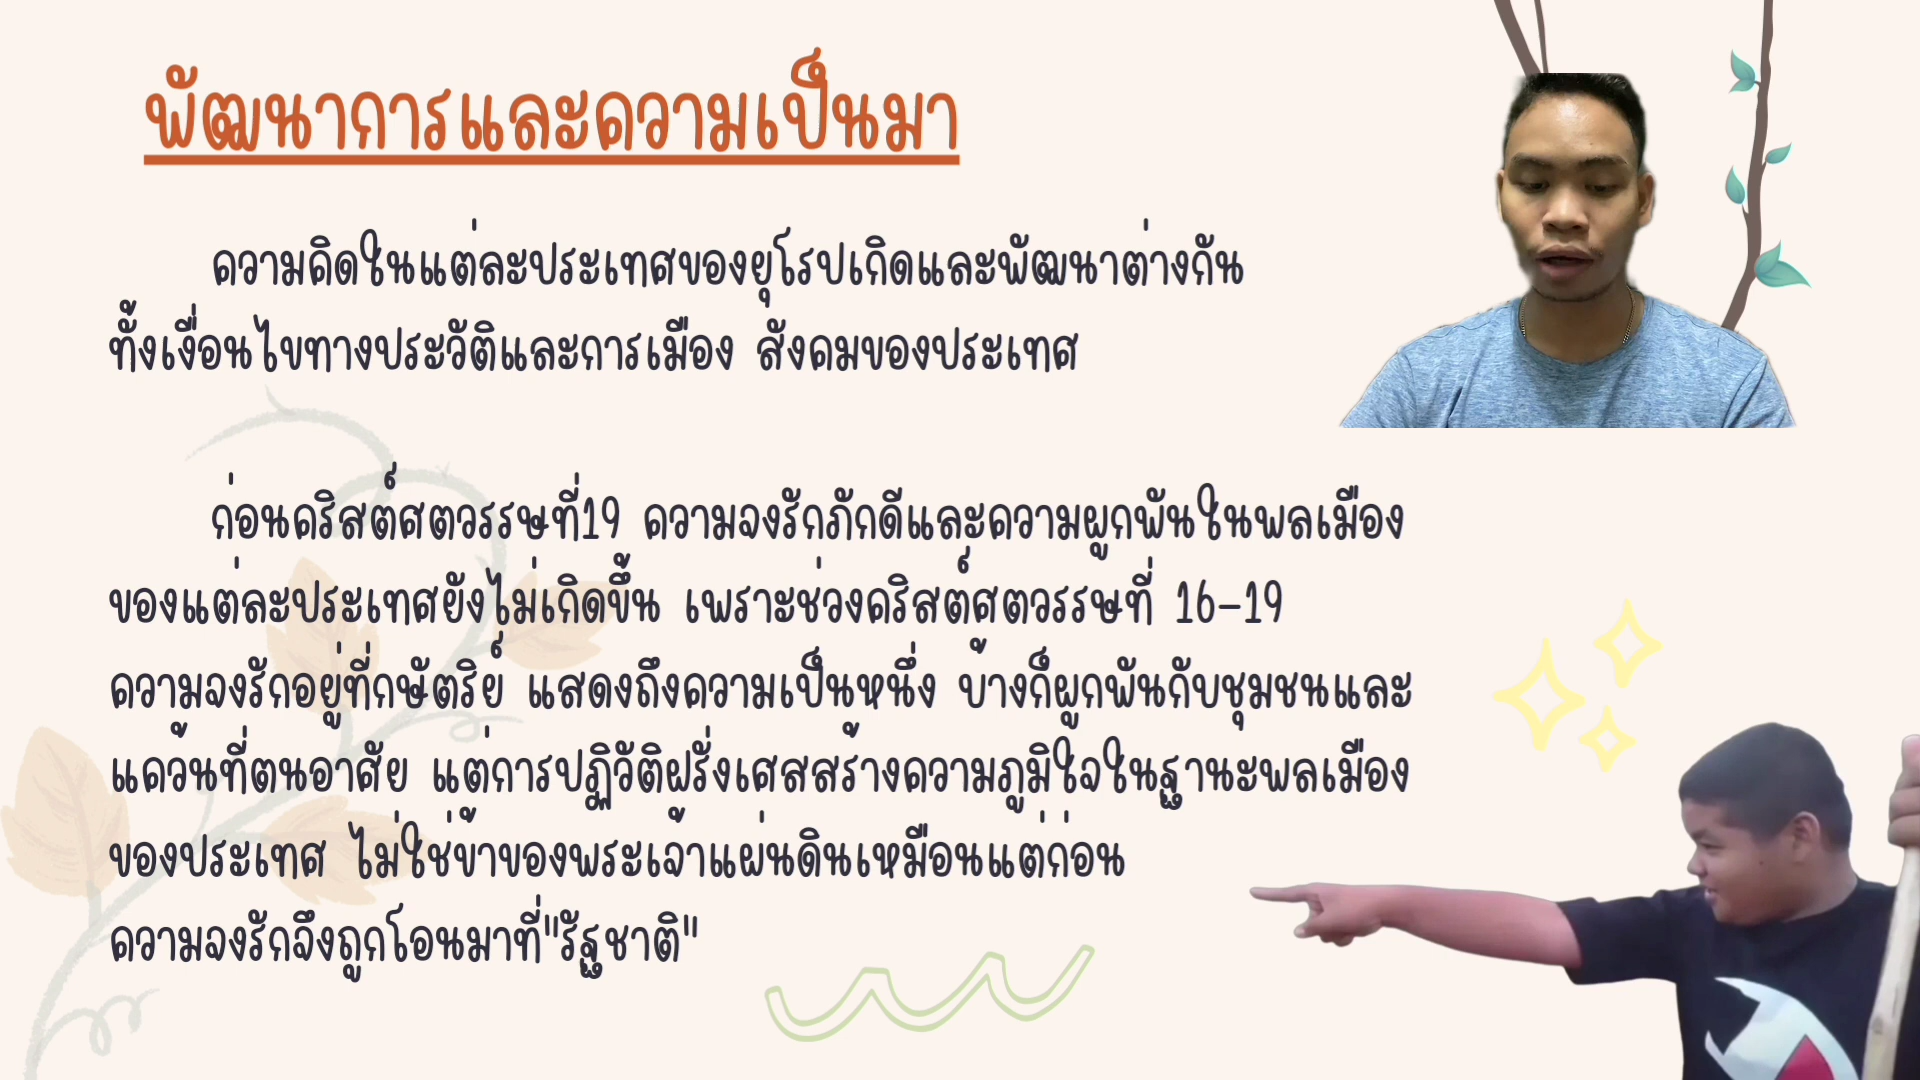 พัฒนาการและความเป็นมา
ความคิดในแต่ละประเทศของยุโรปเกิดและพัฒนาต่างกัน
ทั้งเงื่อนไขทางประวัติและการเมือง สังคมของประเทศ
ก่อนคริสต์ศตวรรษที่19 ความจงรักภักดีและความผูกพันในพลเมือง
ของแต่ละประเทศยังไม่เกิดขึ้น เพราะช่วงคริสต์ศตวรรษที่ 16-19
ความจงรักอยู่ที่กษัตริย์ แสดงถึงความเป็นหนึ่ง บ้างก็ผูกพันกับชุมชนและ
แคว้นที่ตนอาศัย แต่การปฏิวัติฝรั่งเศสสร้างความภูมิใจในฐานะพลเมือง
ของประเทศ ไม่ใช่ข้าของพระเจ้าแผ่นดินเหมือนแต่ก่อน
ความจงรักจึงถูกโอนมาที่"รัฐชาติ"